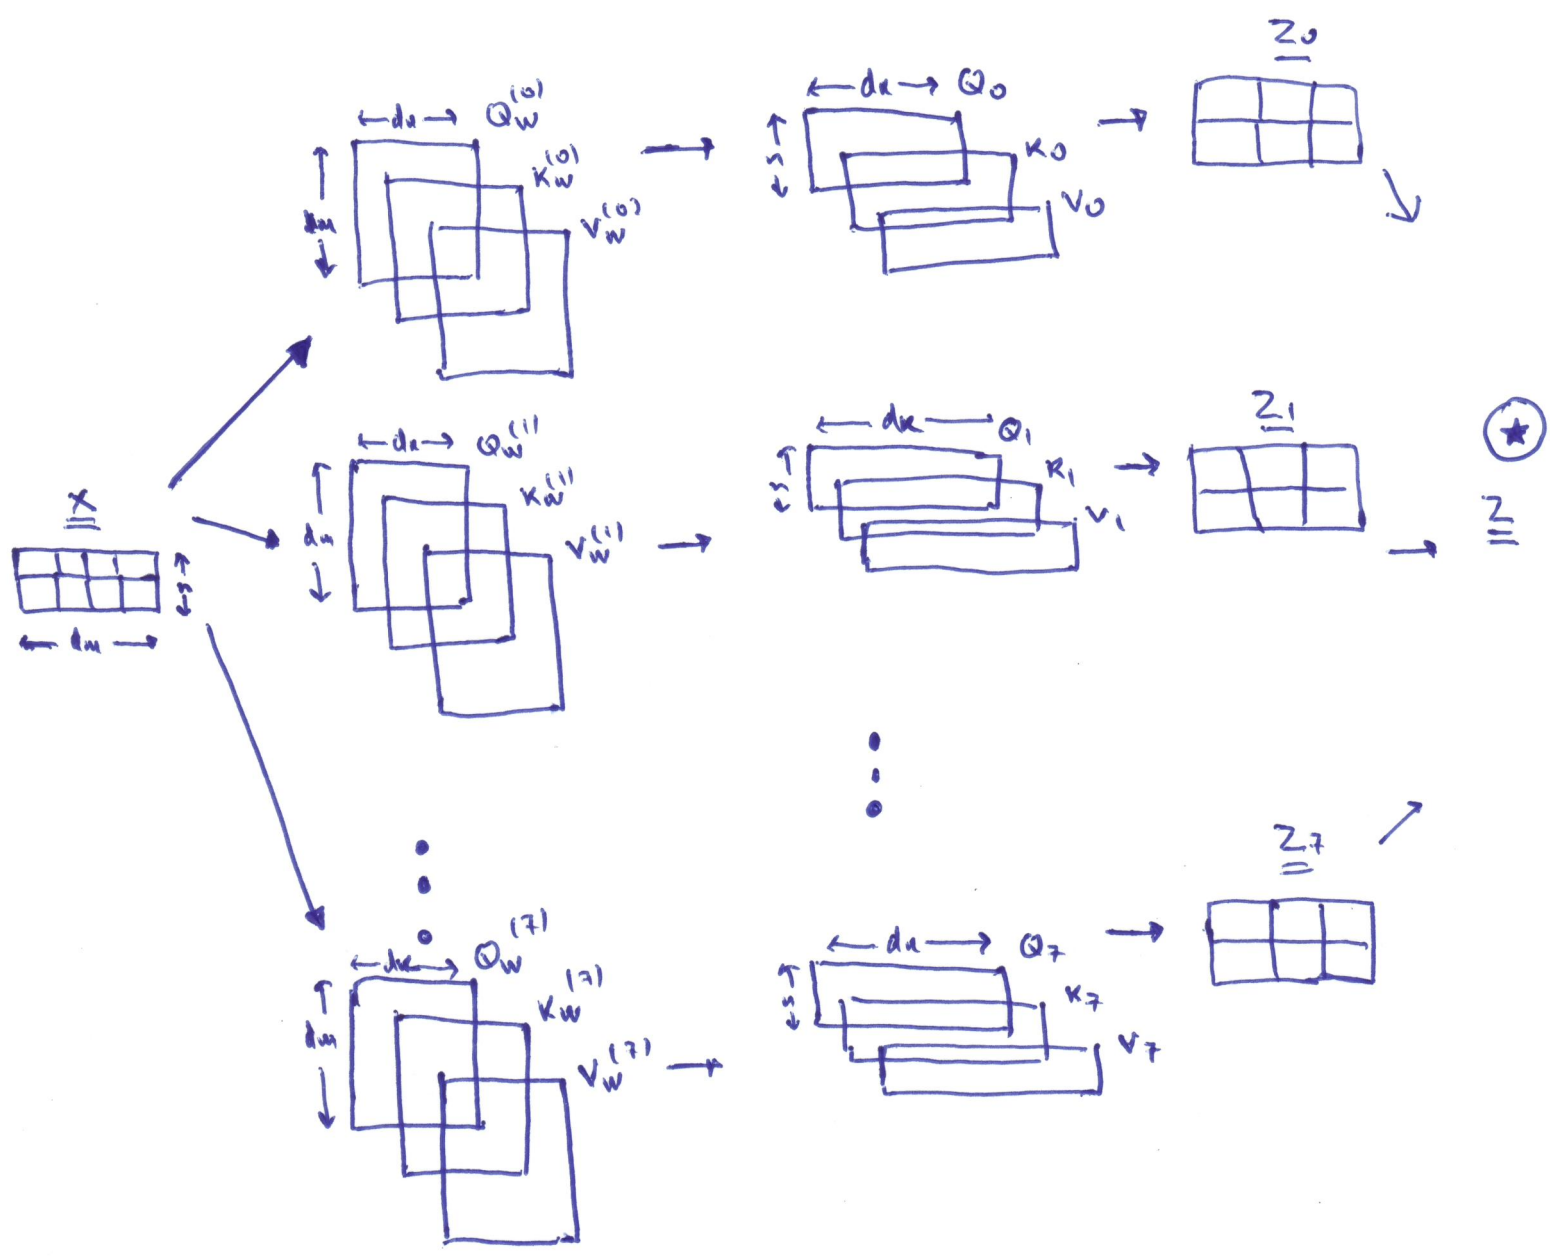 Z0
dk Q0
dk Qw(0)
n K0
Kw(0)
dm Vw(0) V0
Z1
dk Q1
dk Qw(1)
n K1
Kw(1)
V1
dm Vw(1)
Z
X
n
dm
Z7
dk Q7
dk Qw(7)
n K7
Kw(7)
dm V7
Vw(7)